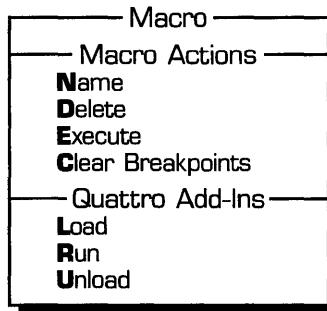 Macro
Macro Actions
Name
Delete
Execute
Clear Breakpoints
Quattro Add-Ins
Load
Run
Unload